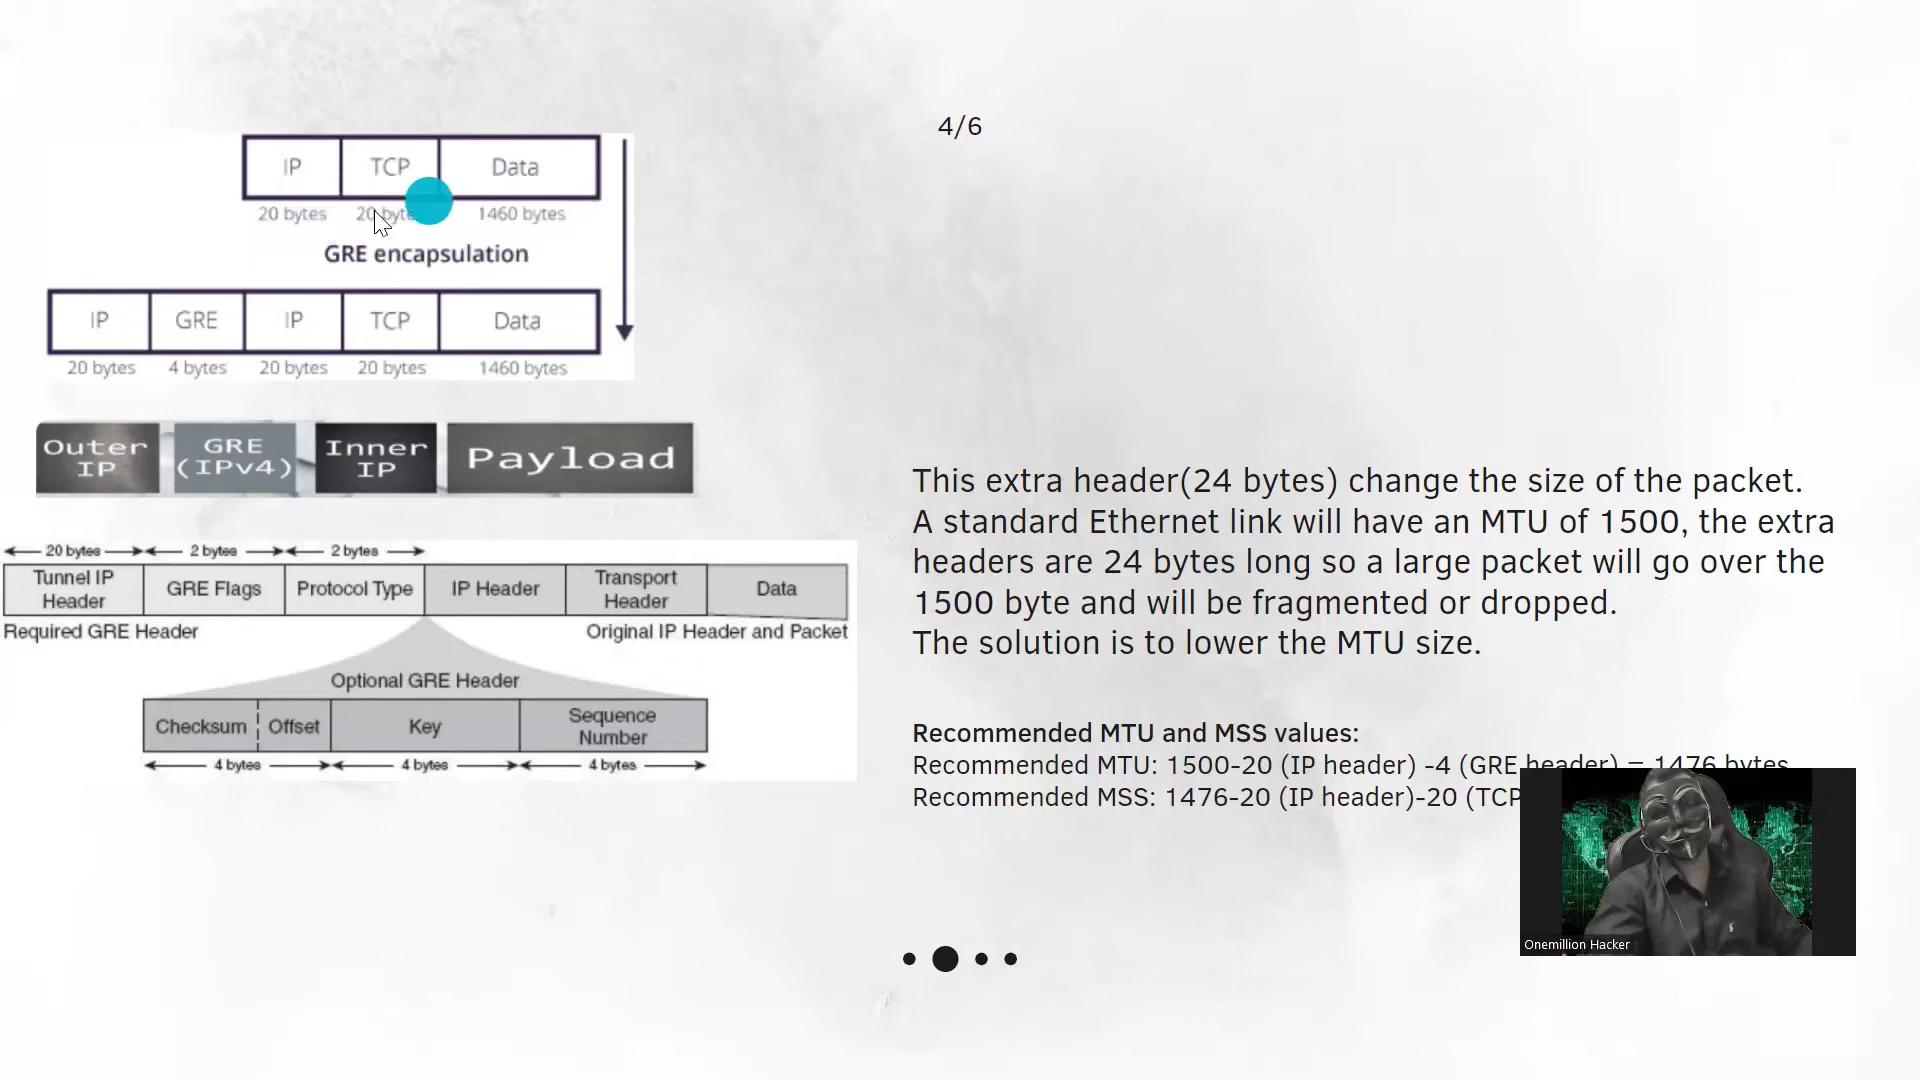 4/6
IP TCP Data
20 bytes 20 1460 bytes
GRE encapsulation
IP GRE IP TCP Data
20 bytes 4 bytes 20 bytes 20 bytes 1460 bytes
Outer IP GRE (IPv4) Inner IP Payload
20 bytes 2 bytes 2 bytes
Tunnel IP Header GRE Flags Protocol Type IP Header Transport Header Data
Required GRE Header Original IP Header and Packet
Optional GRE Header
Checksum Offset Key Sequence Number
4 bytes 4 bytes 4 bytes
This extra header(24 bytes) change the size of the packet.
A standard Ethernet link will have an MTU of 1500, the extra
headers are 24 bytes long so a large packet will go over the
1500 byte and will be fragmented or dropped.
The solution is to lower the MTU size.
Recommended MTU and MSS values:
Recommended MTU: 1500-20 (IP header) -4 (GRE header) = 1476 bytes
Recommended MSS: 1476-20 (IP header)-20 (TCP
Onemillion Hacker